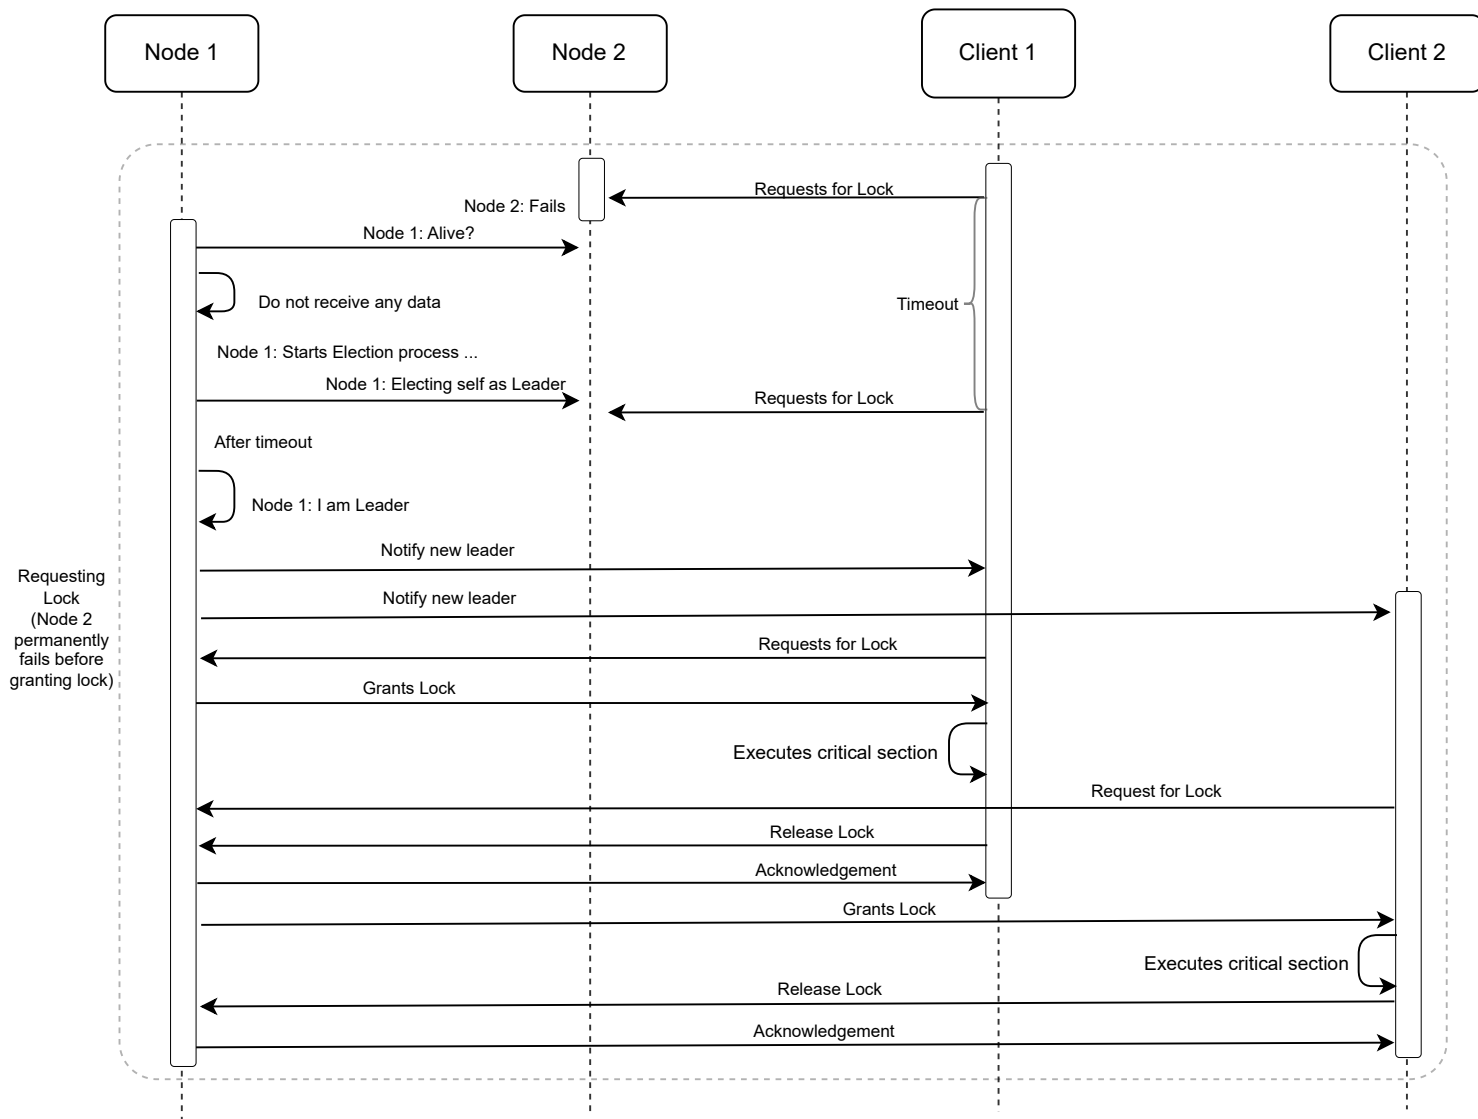 Node 1
Node 2
Client 1
Client 2
Requests for Lock
Node 2: Fails
Node 1: Alive?
Do not receive any data
Timeout
Node 1: Starts Election process ...
Node 1: Electing self as Leader
Requests for Lock
After timeout
Node 1: I am Leader
Notify new leader
Requesting
Lock
(Node 2
permanently
fails before
granting lock)
Notify new leader
Requests for Lock
Grants Lock
Executes critical section
Request for Lock
Release Lock
Acknowledgement
Grants Lock
Executes critical section
Release Lock
Acknowledgement